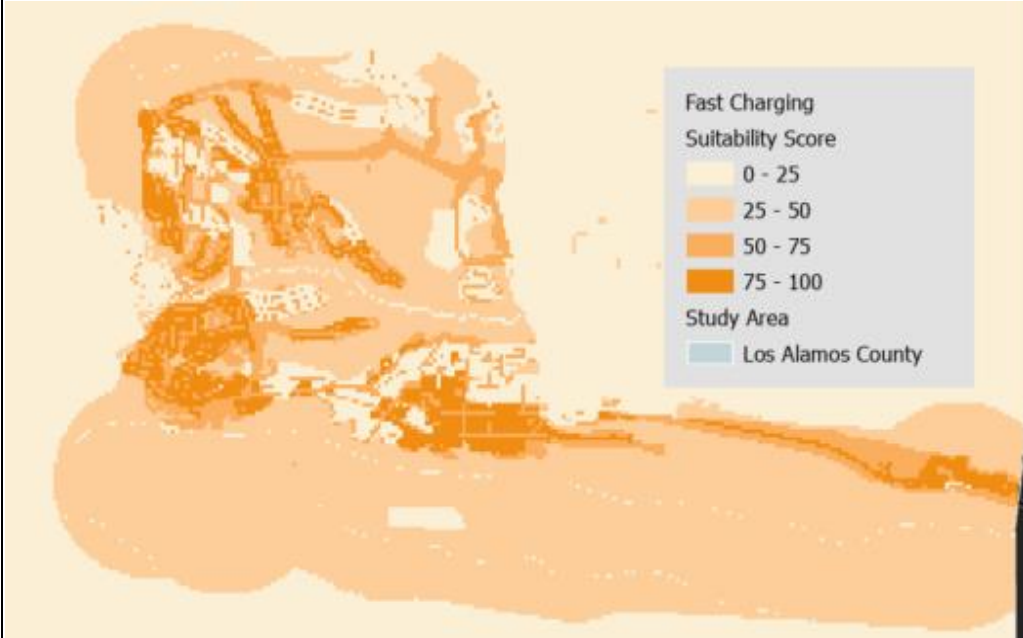 Fast Charging
Suitability Score
0 - 25
25 - 50
50 - 75
75 - 100
Study Area
Los Alamos County